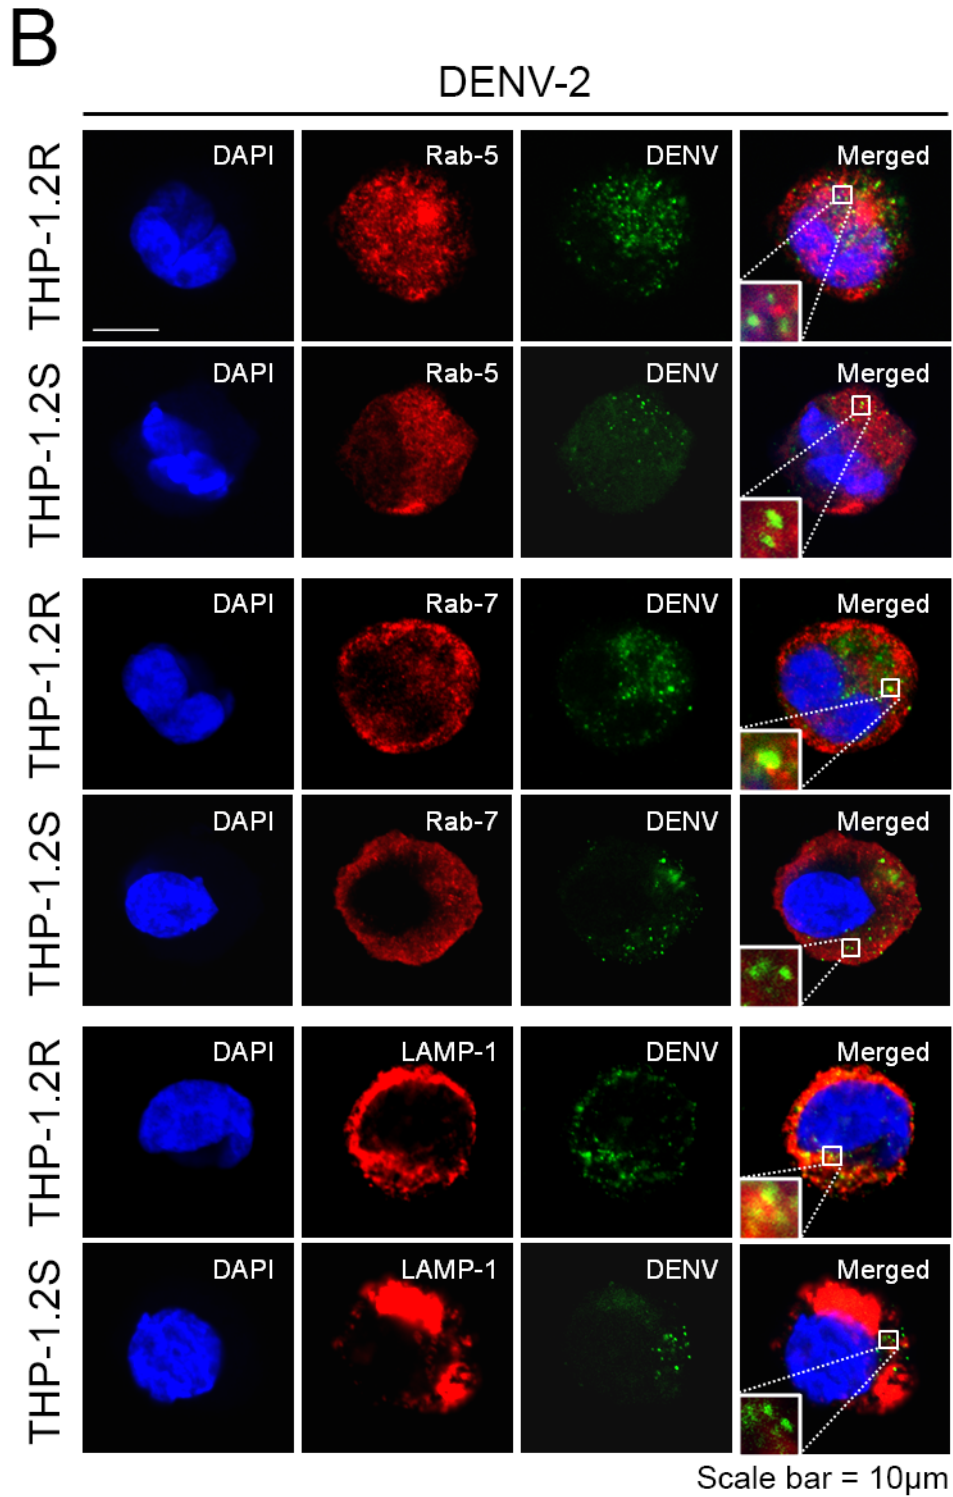 B
DENV-2
THP-1.2R
DAPI
Rab-5
DENV
Merged
THP-1.2S
DAPI
Rab-5
DENV
Merged
THP-1.2R
DAPI
Rab-7
DENV
Merged
THP-1.2S
DAPI
Rab-7
DENV
Merged
THP-1.2R
DAPI
LAMP-1
DENV
Merged
THP-1.2S
DAPI
LAMP-1
DENV
Merged
Scale bar = 10μm